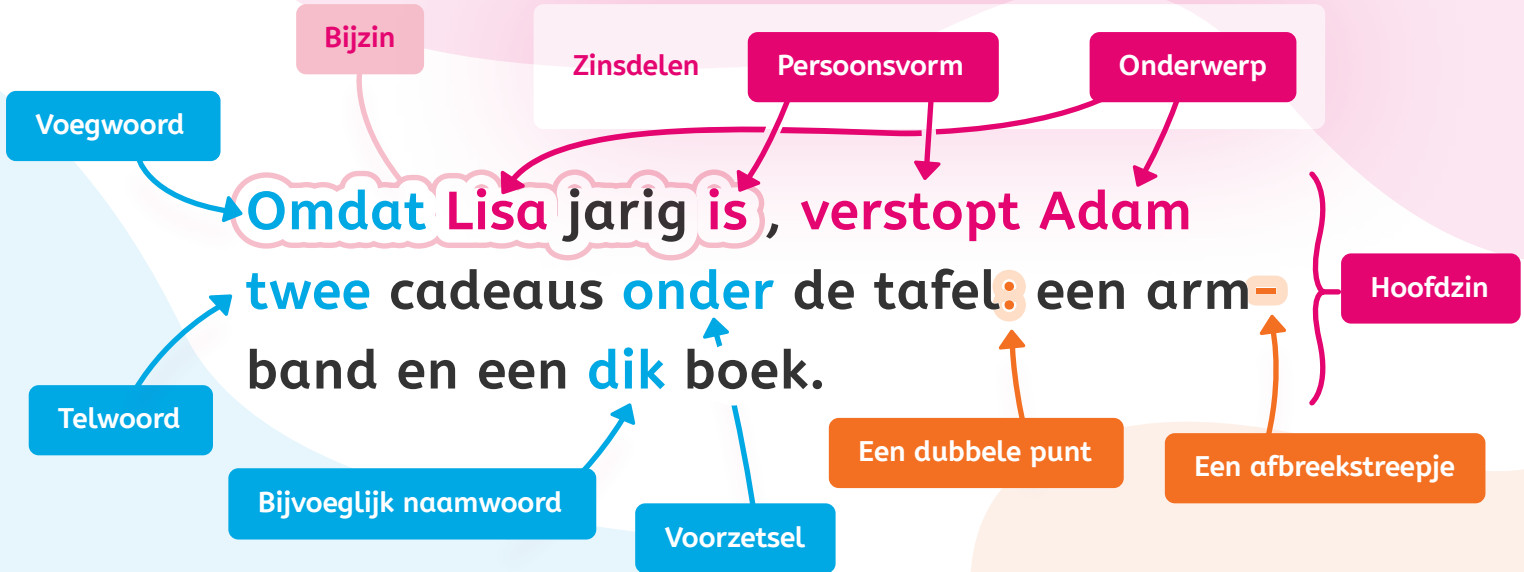 Bijzin
Zinsdelen
Persoonsvorm
Onderwerp
Voegwoord
Omdat Lisa jarig is, verstopt Adam
twee cadeaus onder de tafel: een arm-
band en een dik boek.
Hoofdzin
Telwoord
Een dubbele punt
Een afbreekstreepje
Bijvoeglijk naamwoord
Voorzetsel